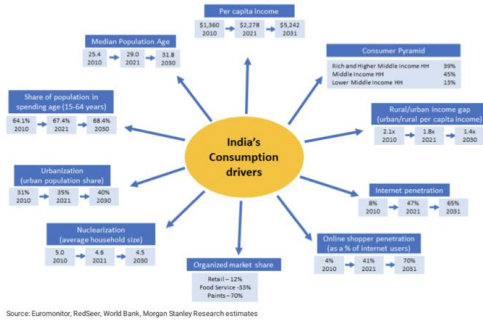 Per capita Income
$1,360 $2,278 $5,242
2010 2021 2031
Median Population Age
25.4 29.0 31.8
2010 2021 2030
Consumer Pyramid
Rich and Higher Middle Income HH 39%
Middle Income HH 45%
Lower Middle Income HH 13%
Share of population in
spending age (15-64 years)
64.1% 67.4% 68.4%
2010 2021 2030
Rural/urban income gap
(urban/rural per capita income)
2.1x 1.8x 1.4x
2010 2021 2030
India's
Consumption
drivers
Urbanization
(urban population share)
31% 35% 40%
2010 2021 2030
Internet penetration
8% 47% 65%
2010 2021 2031
Nuclearization
(average household size)
5.0 4.6 4.5
2010 2021 2030
Online shopper penetration
(as a % of Internet users)
4% 41% 70%
2010 2021 2031
Organized market share
Retail – 12%
Food Service -33%
Paints – 70%
Source: Euromonitor, RedSeer, World Bank, Morgan Stanley Research estimates